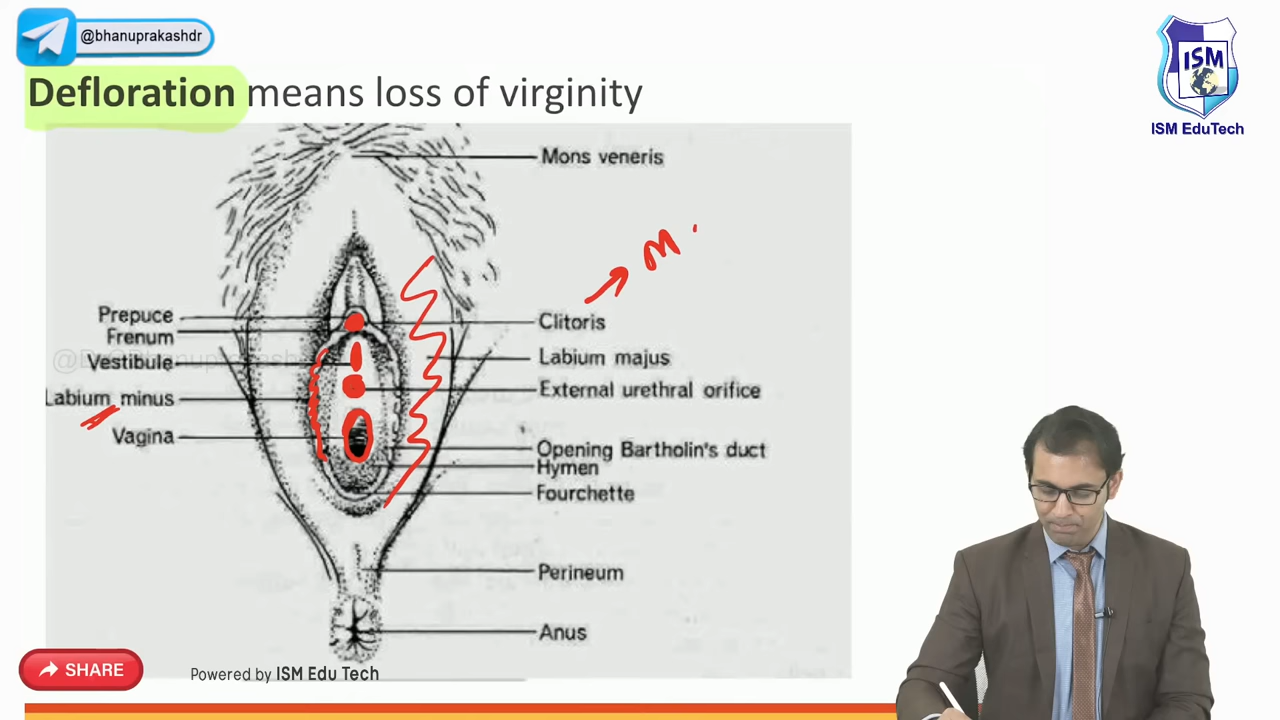 @bhanuprakashdr
ISM
ISM EduTech
Defloration means loss of virginity
Mons veneris
M
Prepuce
Clitoris
Frenum
Vestibule
Labium majus
Labium minus
External urethral orifice
Vagina
Opening Bartholin's duct
Hymen
Fourchette
Perineum
Anus
SHARE
Powered by ISM Edu Tech